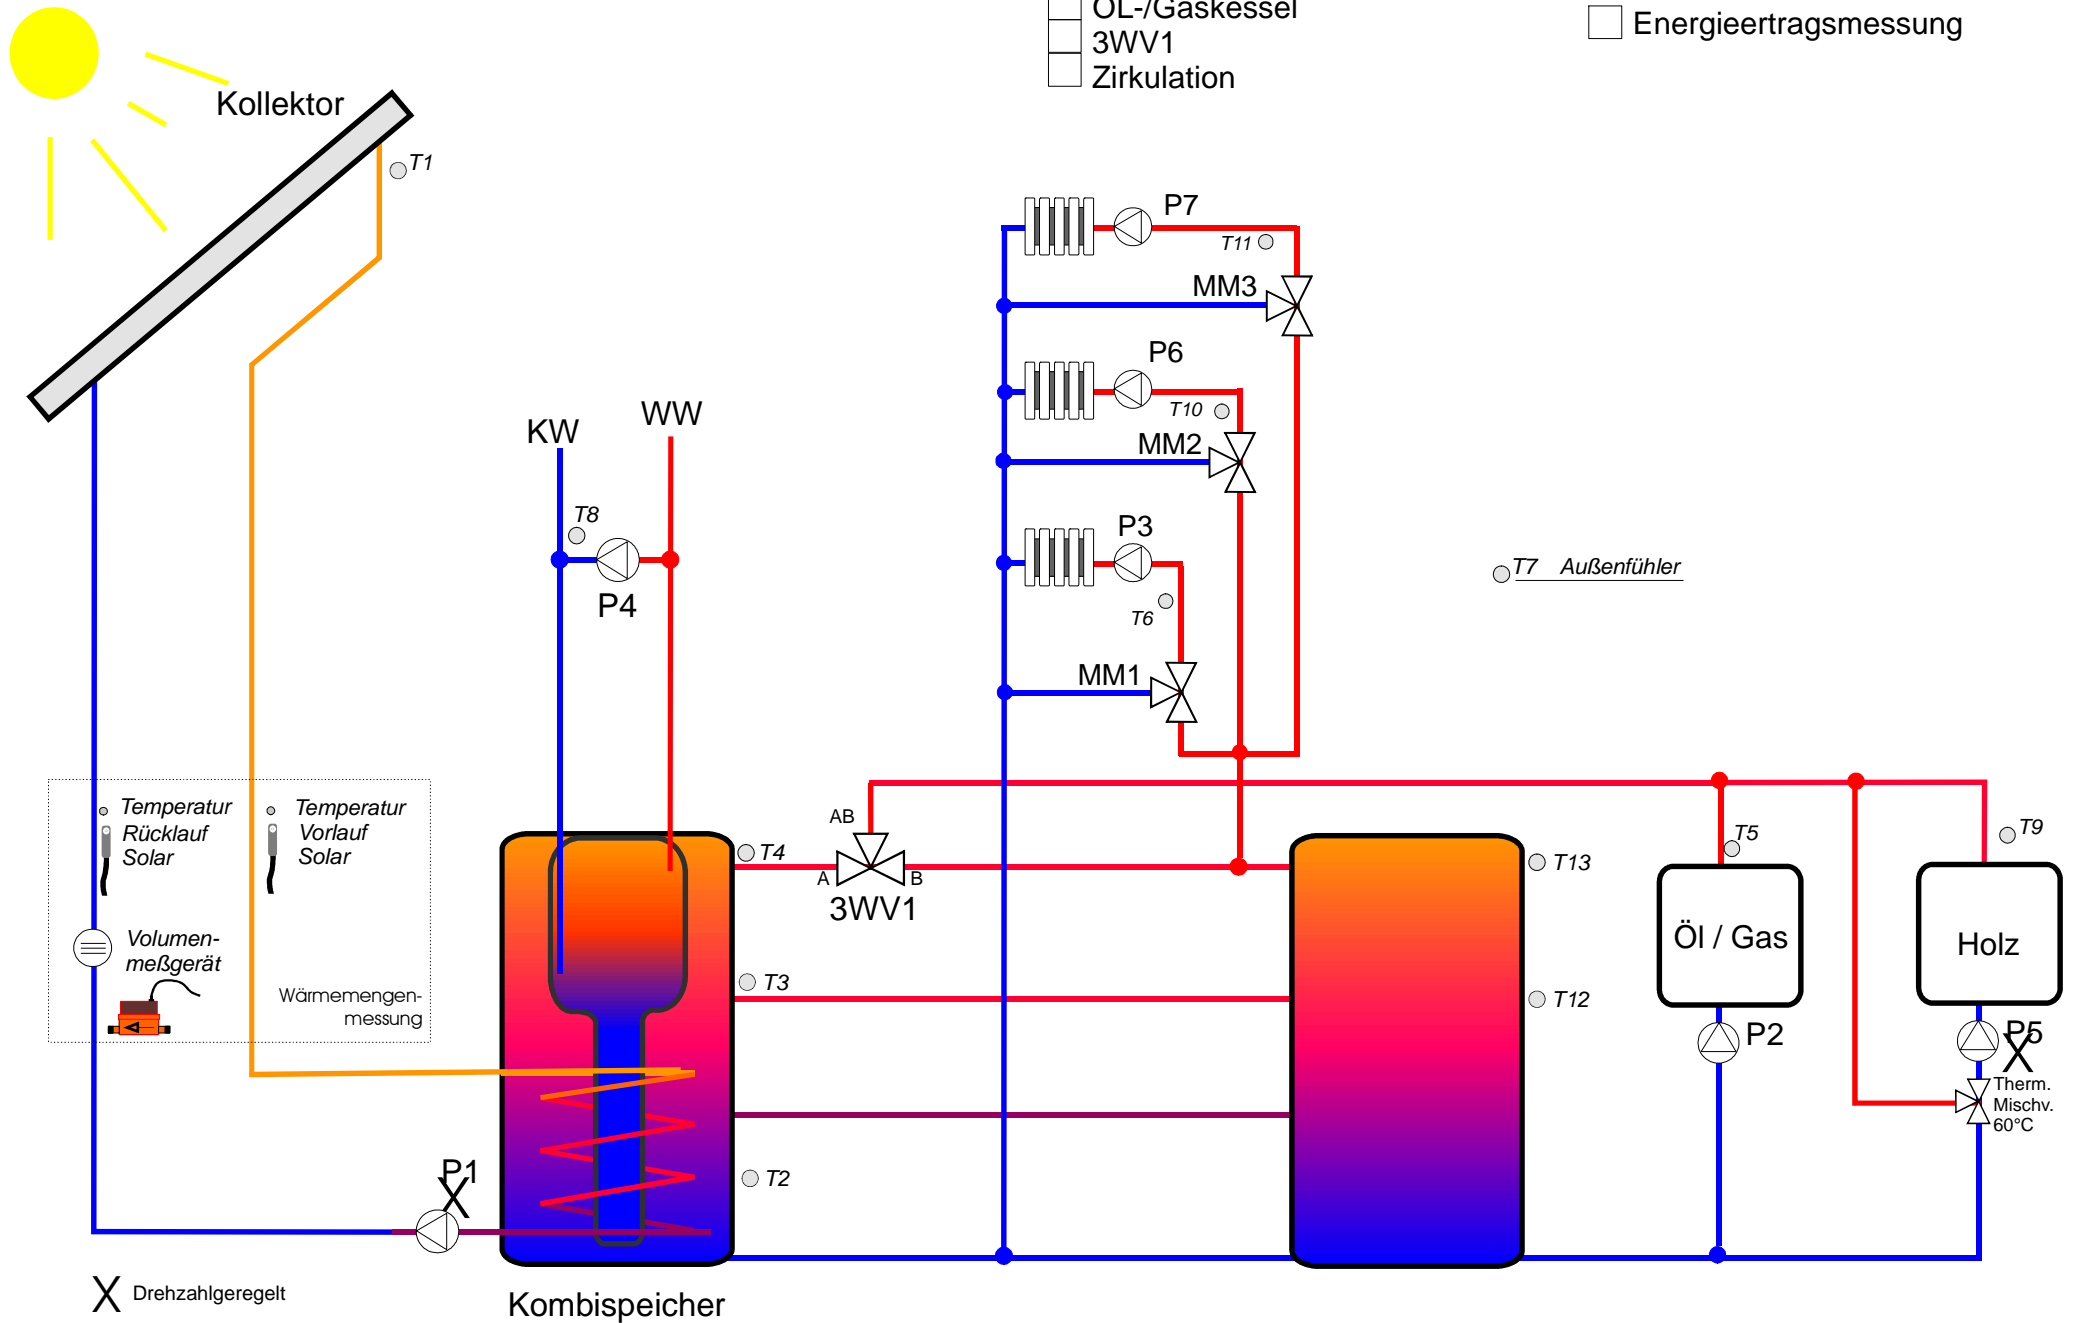 ÖL-/Gaskessel
3WV1
Zirkulation
Energieertragsmessung
Kollektor
T1
P7
T11
MM3
P6
T10
MM2
P3
T6
MM1
KW
WW
T8
P4
T7 Außenfühler
Temperatur
Rücklauf
Solar
Temperatur
Vorlauf
Solar
Volumen-
meßgerät
Wärmemengen-
messung
AB
A
B
3WV1
T4
T3
T2
T13
T12
T5
T9
Öl / Gas
Holz
P2
P5
X
Therm.
Mischv.
60°C
P1
X
X Drehzahlgeregelt
Kombispeicher